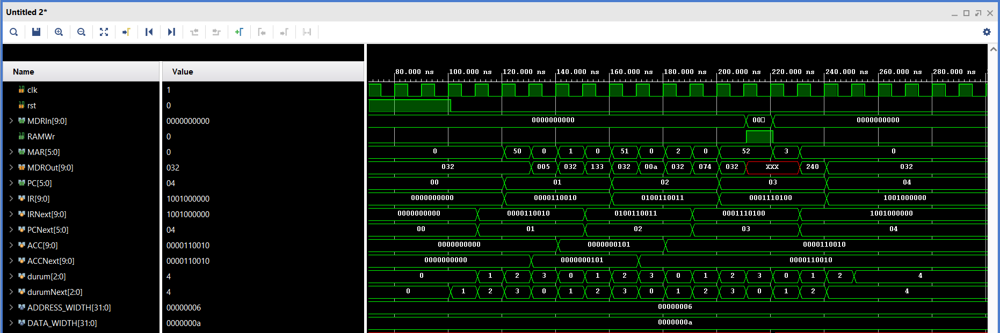 Untitled 2*
Name Value
80.000 ns 100.000 ns 120.000 ns 140.000 ns 160.000 ns 180.000 ns 200.000 ns 220.000 ns 240.000 ns 260.000 ns 280.000 ns
clk 1
rst 0
MDRIn[9:0] 0000000000 0000000000 00 0000000000
RAMWr 0
MAR[5:0] 0 0 50 0 1 0 51 0 2 0 52 3 0
MDROut[9:0] 032 032 005 032 133 032 00a 032 074 032 XXX 240 032
PC[5:0] 04 00 01 02 03 04
IR[9:0] 1001000000 0000000000 0000110010 0100110011 0001110100 1001000000
IRNext[9:0] 1001000000 0000000000 0000110010 0100110011 0001110100 1001000000
PCNext[5:0] 04 00 01 02 03 04
ACC[9:0] 0000110010 0000000000 0000000101 0000110010
ACCNext[9:0] 0000110010 0000000000 0000000101 0000110010
durum[2:0] 4 0 1 2 3 0 1 2 3 0 1 2 3 0 1 2 4
durumNext[2:0] 4 0 1 2 3 0 1 2 3 0 1 2 3 0 1 2 4
ADDRESS_WIDTH[31:0] 00000006 00000006
DATA_WIDTH[31:0] 0000000a 0000000a